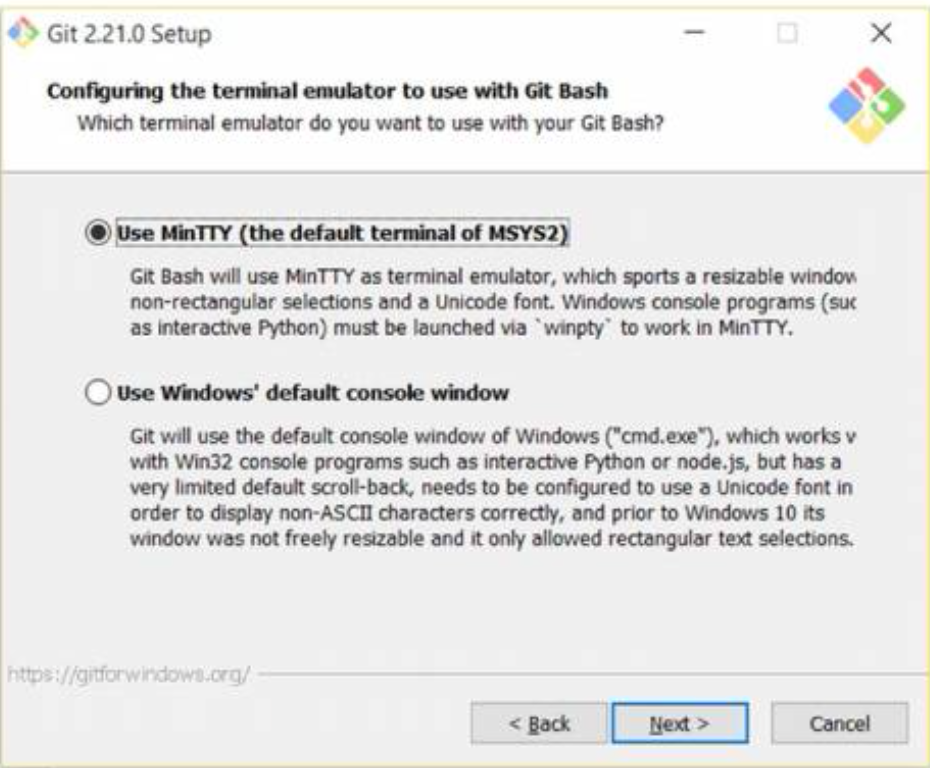 Git 2.21.0 Setup
Configuring the terminal emulator to use with Git Bash
Which terminal emulator do you want to use with your Git Bash?
Use MinTTY (the default terminal of MSYS2)
Git Bash will use MinTTY as terminal emulator, which sports a resizable window
non-rectangular selections and a Unicode font. Windows console programs (suc
as interactive Python) must be launched via `winpty` to work in MinTTY.
Use Windows' default console window
Git will use the default console window of Windows ("cmd.exe"), which works v
with Win32 console programs such as interactive Python or node.js, but has a
very limited default scroll-back, needs to be configured to use a Unicode font in
order to display non-ASCII characters correctly, and prior to Windows 10 its
window was not freely resizable and it only allowed rectangular text selections.
https://gitforwindows.org/
< Back Next > Cancel